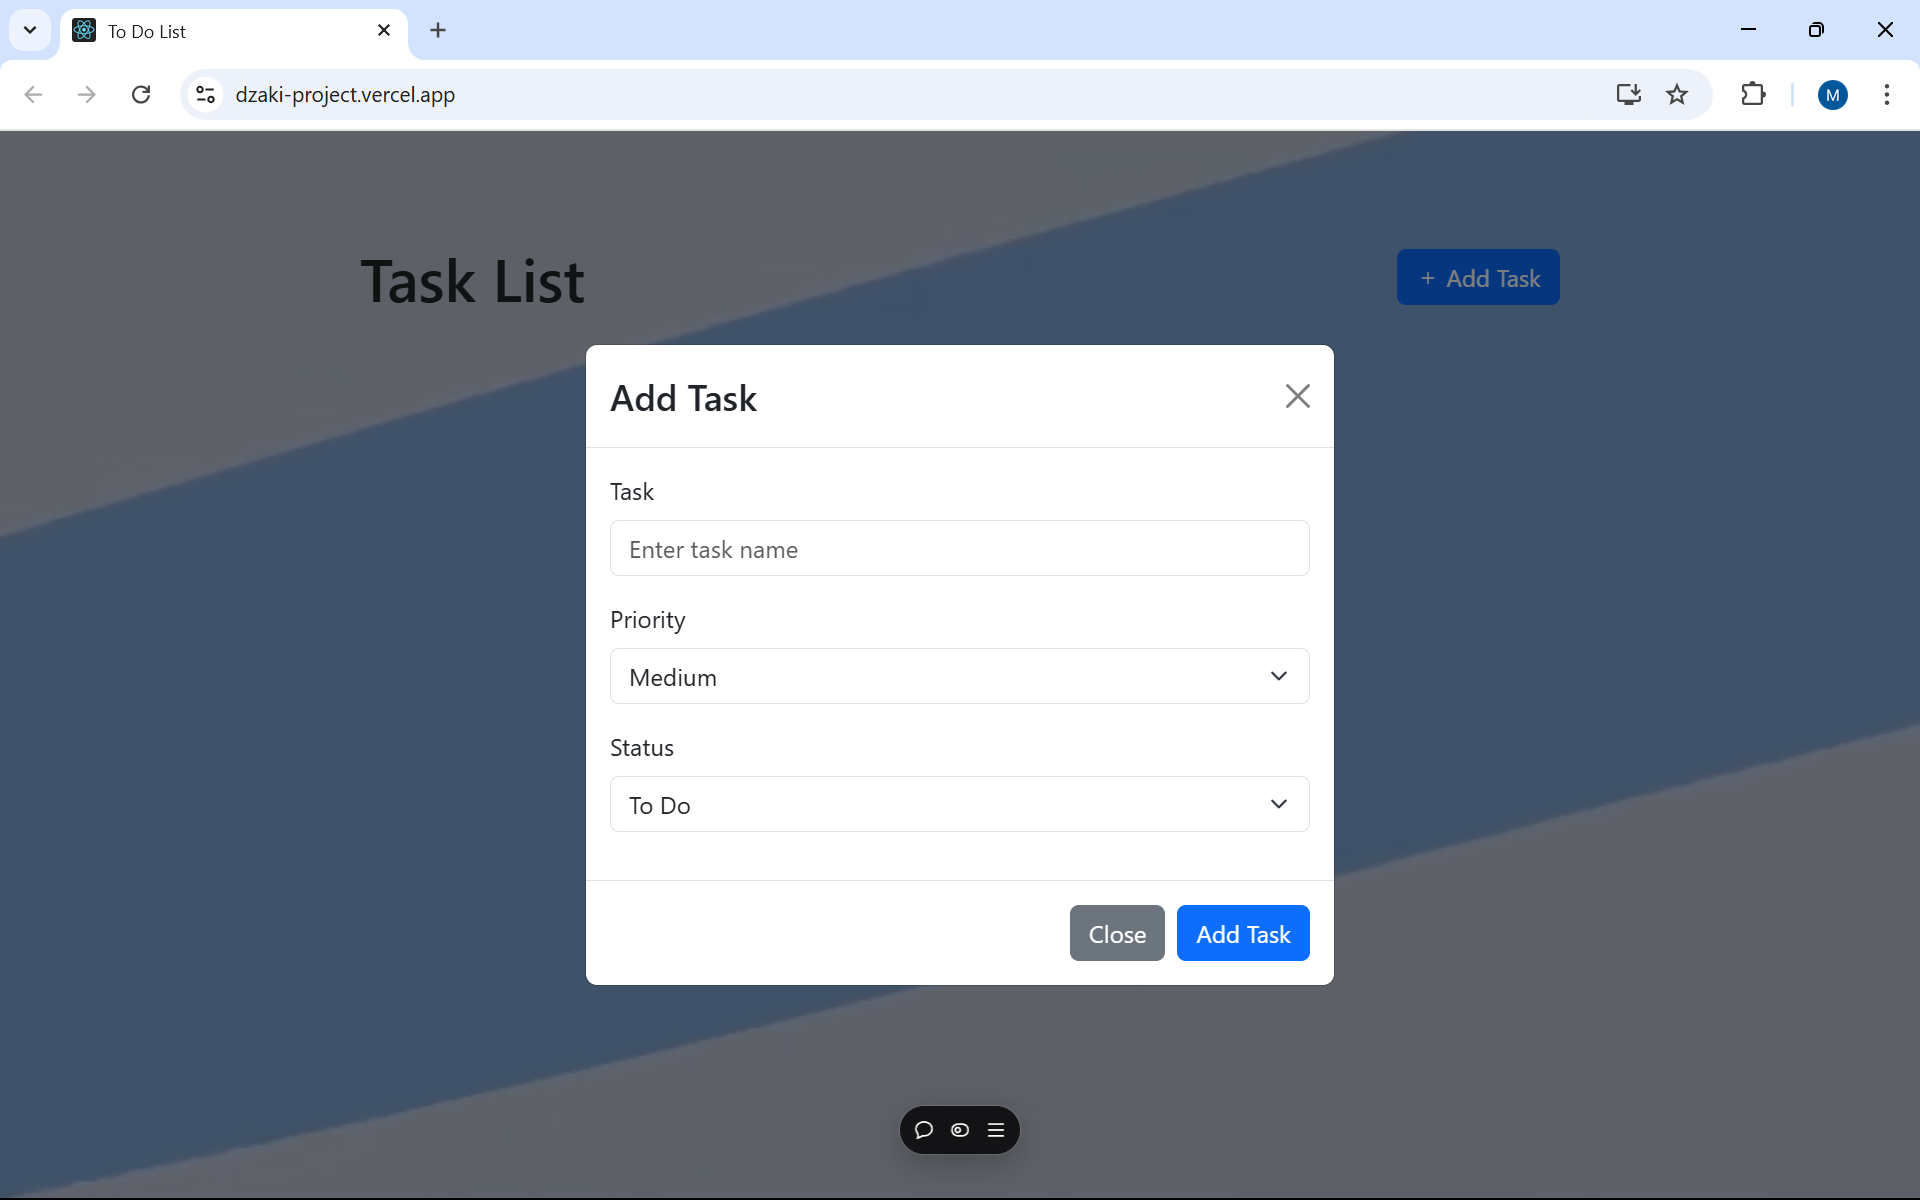 To Do List
dzaki-project.vercel.app
M
Task List
+ Add Task
Add Task
Task
Enter task name
Priority
Medium
Status
To Do
Close
Add Task